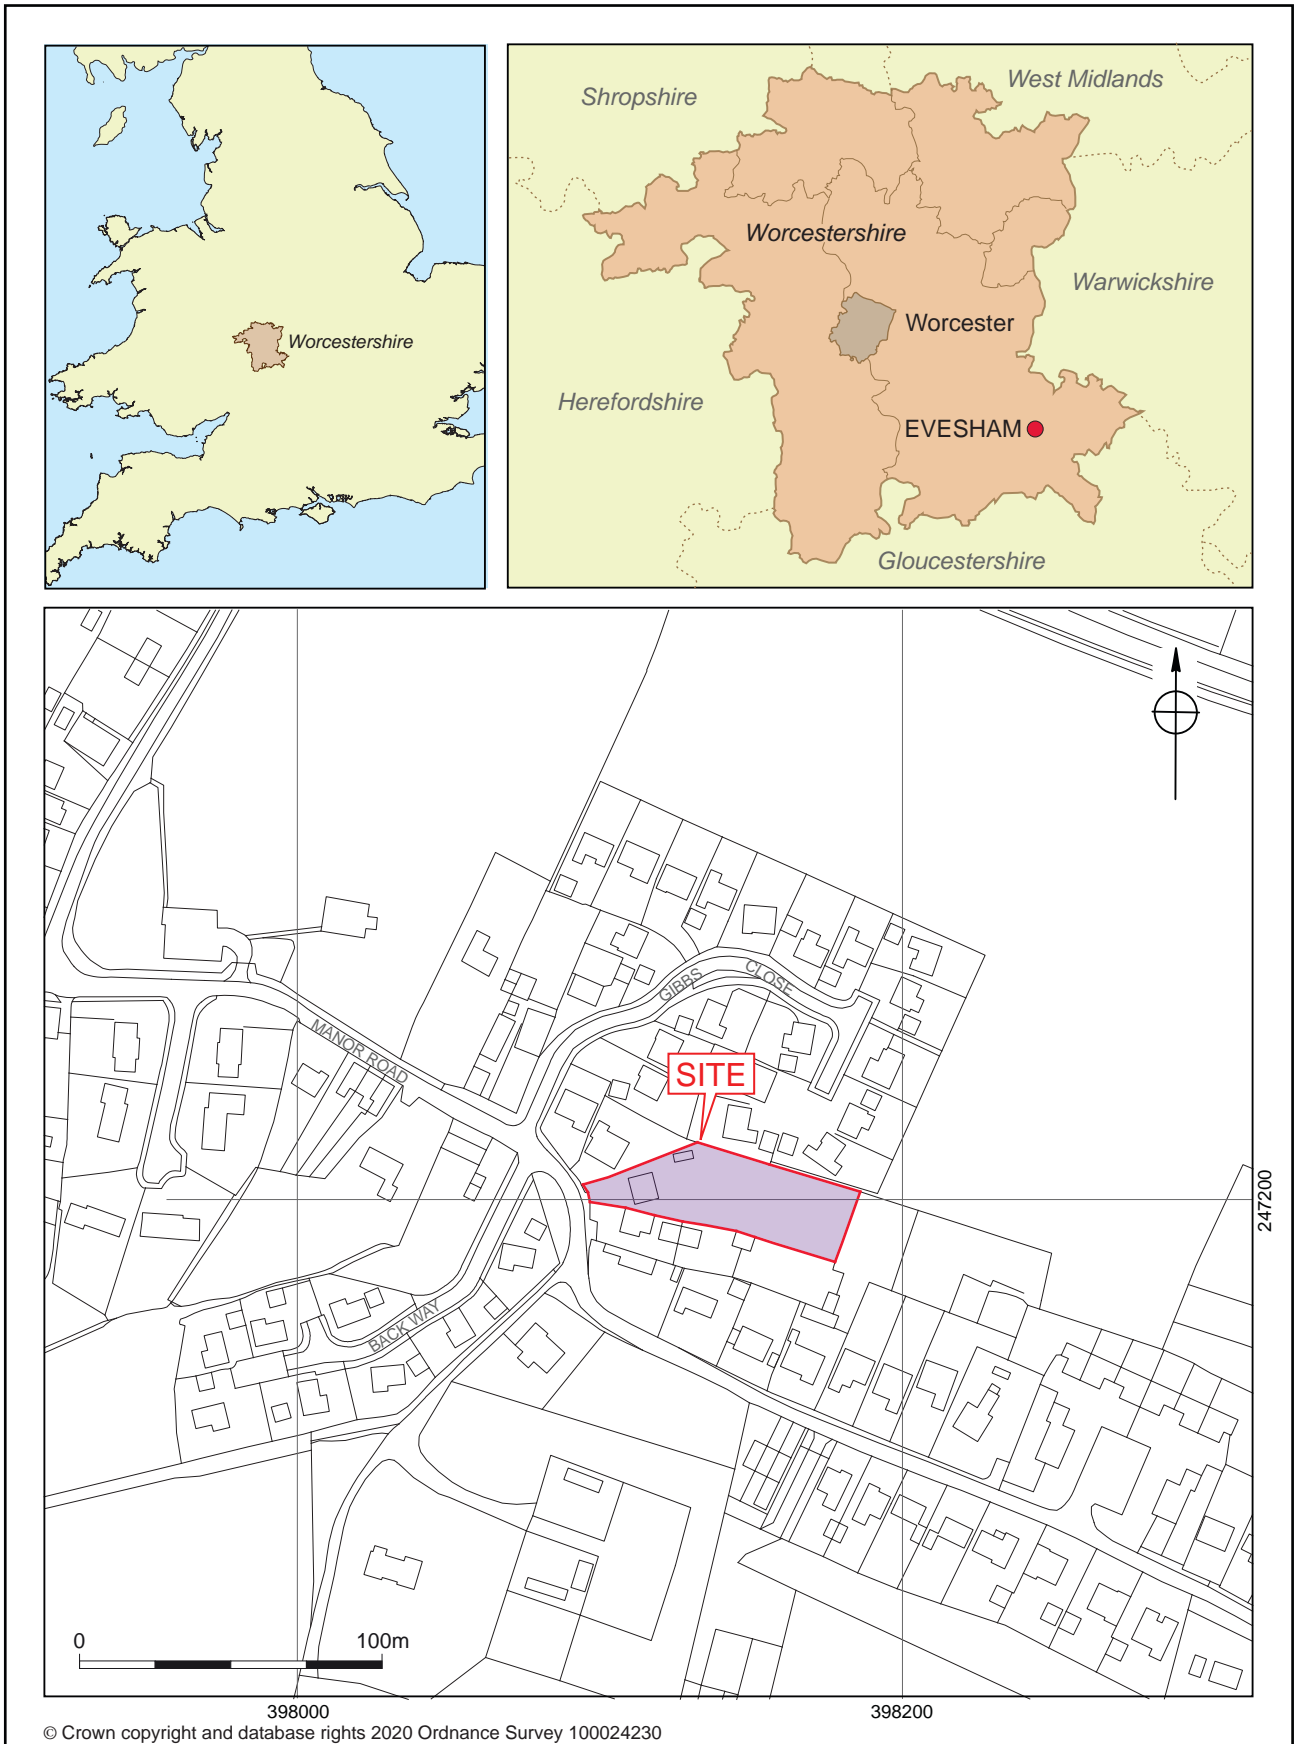 Worcestershire
Shropshire
West Midlands
Worcestershire
Warwickshire
Worcester
Herefordshire
EVESHAM
Gloucestershire
GIBBS CLOSE
MANOR ROAD
SITE
247200
BACK WAY
0 100m
398000 398200
© Crown copyright and database rights 2020 Ordnance Survey 100024230